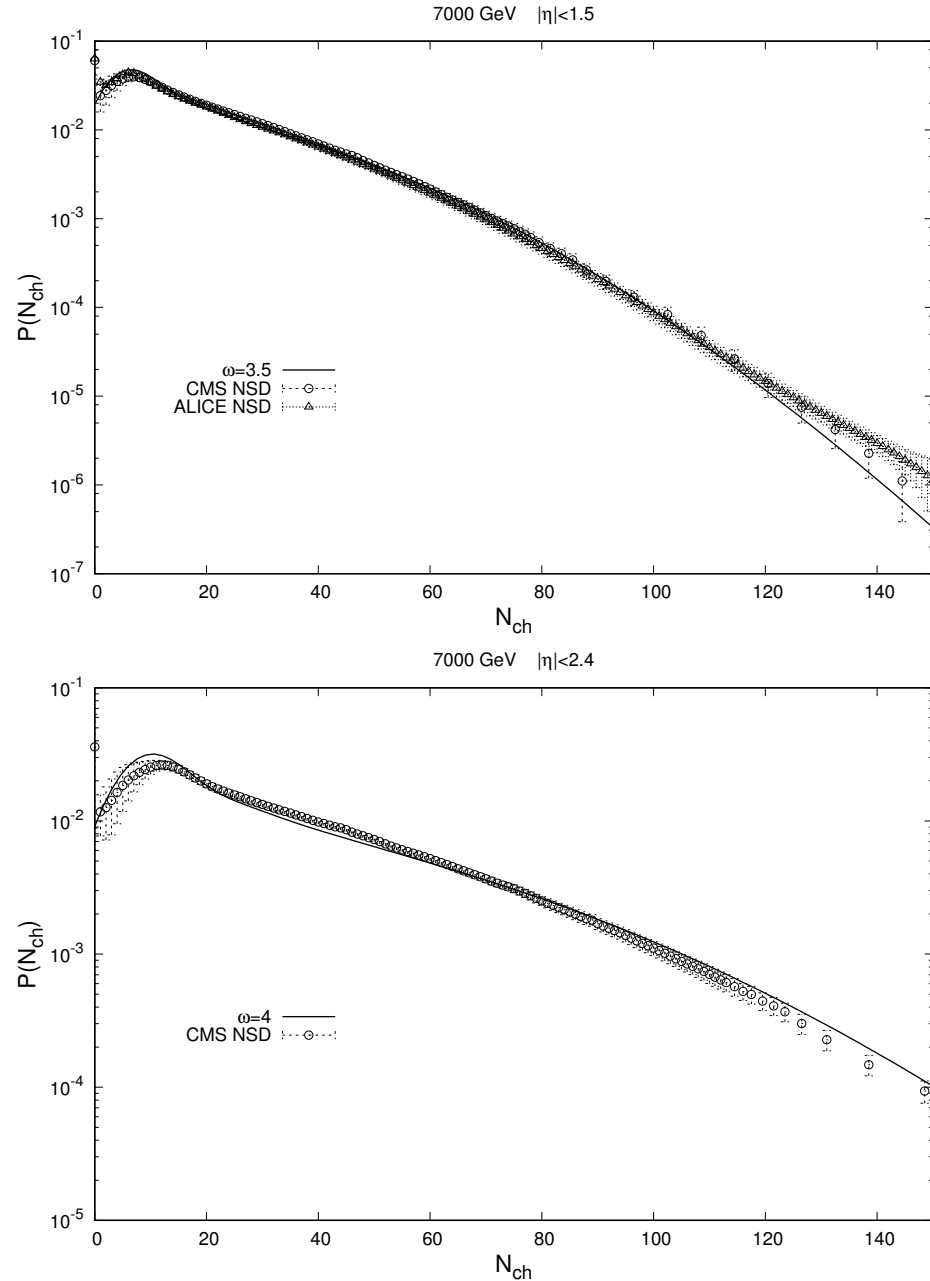 7000 GeV |η|<1.5
10⁻¹
10⁻²
10⁻³
10⁻⁴
10⁻⁵
10⁻⁶
10⁻⁷
P(N_ch)
ω=3.5
CMS NSD
ALICE NSD
0 20 40 60 80 100 120 140
N_ch
7000 GeV |η|<2.4
10⁻¹
10⁻²
10⁻³
10⁻⁴
10⁻⁵
P(N_ch)
ω=4
CMS NSD
0 20 40 60 80 100 120 140
N_ch